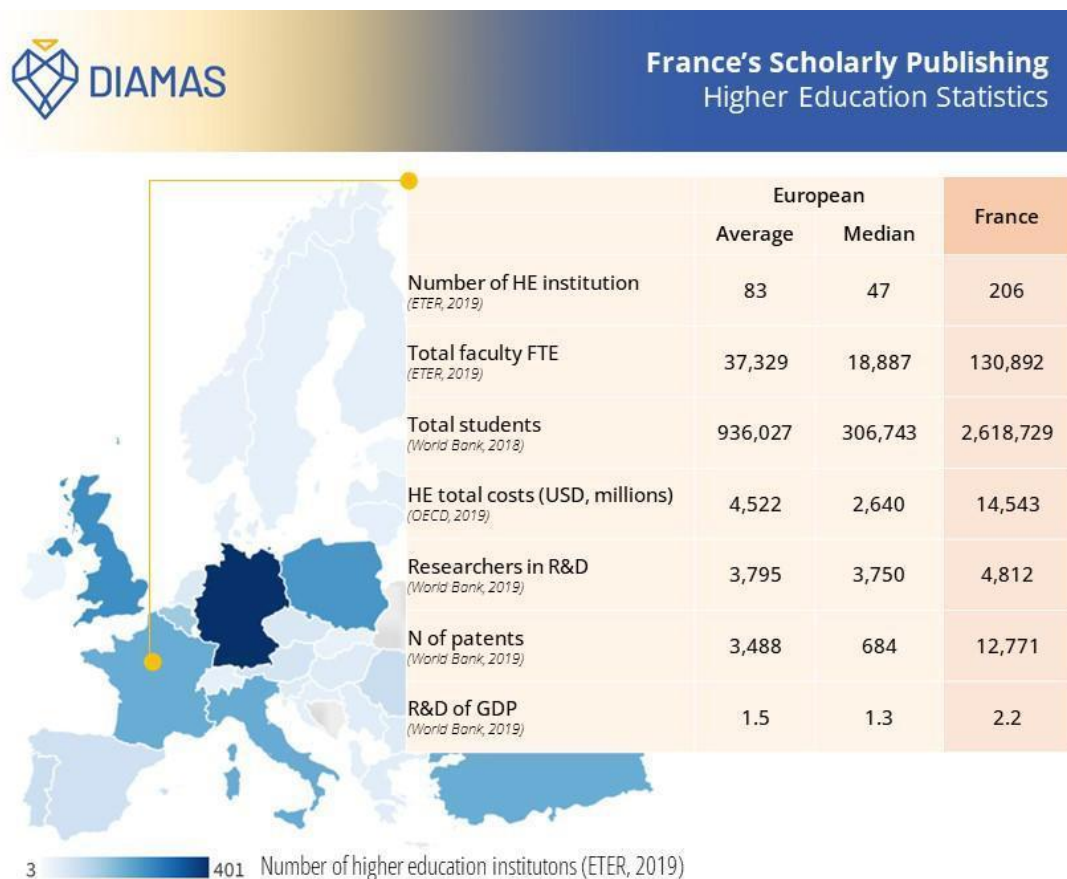 DIAMAS
France's Scholarly Publishing
Higher Education Statistics
European
France
Average Median
Number of HE institution
(ETER, 2019)
83 47 206
Total faculty FTE
(ETER, 2019)
37,329 18,887 130,892
Total students
(World Bank, 2018)
936,027 306,743 2,618,729
HE total costs (USD, millions)
(OECD, 2019)
4,522 2,640 14,543
Researchers in R&D
(World Bank, 2019)
3,795 3,750 4,812
N of patents
(World Bank, 2019)
3,488 684 12,771
R&D of GDP
(World Bank, 2019)
1.5 1.3 2.2
3 401 Number of higher education institutons (ETER, 2019)